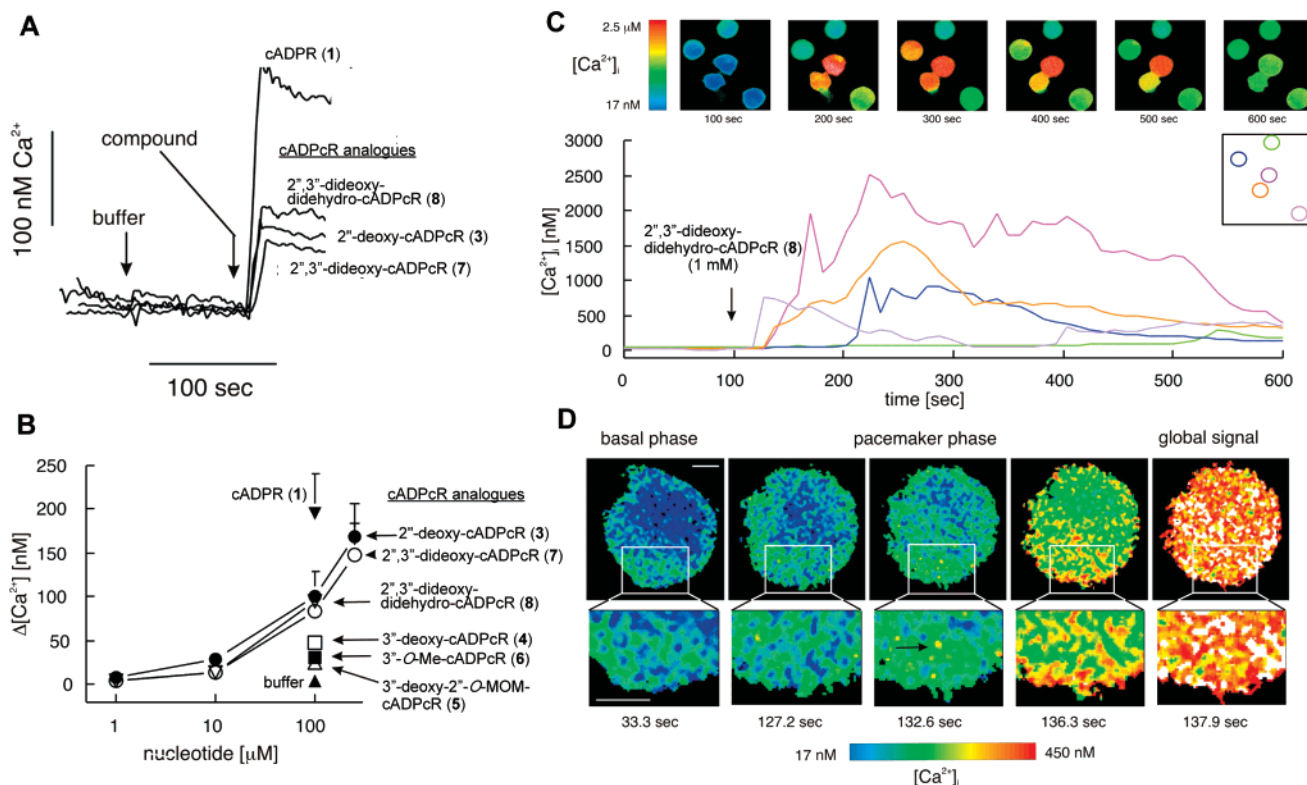 A
cADPR (1)
100 nM Ca²⁺
compound
buffer
cADPcR analogues
2",3"-dideoxy-
didehydro-cADPcR (8)
2"-deoxy-cADPcR (3)
2",3"-dideoxy-cADPcR (7)
100 sec
B
Δ[Ca²⁺] [nM]
250
200
150
100
50
0
cADPR (1)
cADPcR analogues
2"-deoxy-cADPcR (3)
2",3"-dideoxy-cADPcR (7)
2",3"-dideoxy-
didehydro-cADPcR (8)
3"-deoxy-cADPcR (4)
3"-O-Me-cADPcR (6)
buffer
3"-deoxy-2"-O-MOM-
cADPcR (5)
1 10 100
nucleotide [μM]
C
2.5 μM
[Ca²⁺]i
17 nM
100 sec 200 sec 300 sec 400 sec 500 sec 600 sec
[Ca²⁺]i [nM]
3000
2500
2000
1500
1000
500
0
2",3"-dideoxy-
didehydro-cADPcR (8)
(1 mM)
0 100 200 300 400 500 600
time [sec]
D
basal phase pacemaker phase global signal
33.3 sec 127.2 sec 132.6 sec 136.3 sec 137.9 sec
17 nM 450 nM
[Ca²⁺]i